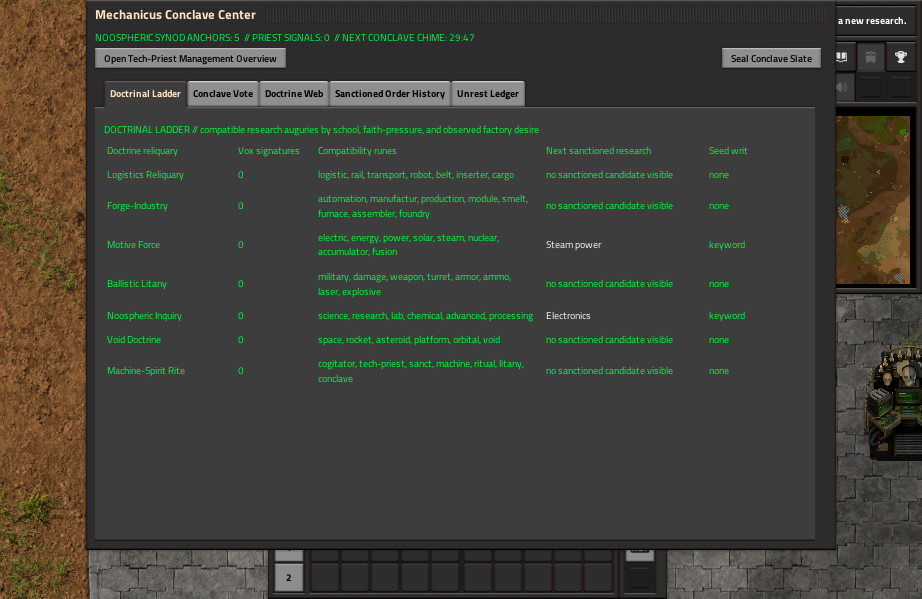 Mechanicus Conclave Center
a new research.
NOOSPHERIC SYNOD ANCHORS: 5 // PRIEST SIGNALS: 0 // NEXT CONCLAVE CHIME: 29:47
Open Tech-Priest Management Overview
Seal Conclave Slate
Doctrinal Ladder Conclave Vote Doctrine Web Sanctioned Order History Unrest Ledger
DOCTRINAL LADDER // compatible research auguries by school, faith-pressure, and observed factory desire
Doctrine reliquary Vox signatures Compatibility runes Next sanctioned research Seed writ
Logistics Reliquary 0 logistic, rail, transport, robot, belt, inserter, cargo no sanctioned candidate visible none
Forge-Industry 0 automation, manufactur, production, module, smelt,
furnace, assembler, foundry no sanctioned candidate visible none
Motive Force 0 electric, energy, power, solar, steam, nuclear,
accumulator, fusion Steam power keyword
Ballistic Litany 0 military, damage, weapon, turret, armor, ammo,
laser, explosive no sanctioned candidate visible none
Noospheric Inquiry 0 science, research, lab, chemical, advanced, processing Electronics keyword
Void Doctrine 0 space, rocket, asteroid, platform, orbital, void no sanctioned candidate visible none
Machine-Spirit Rite 0 cogitator, tech-priest, sanct, machine, ritual, litany,
conclave no sanctioned candidate visible none
2